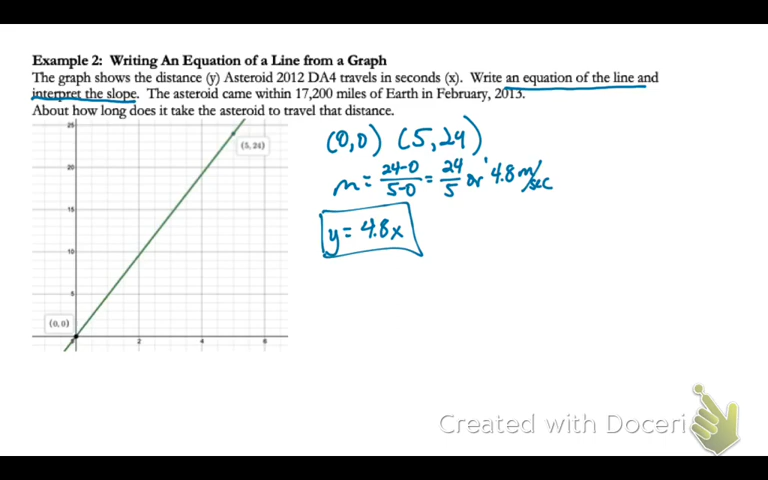 Example 2: Writing An Equation of a Line from a Graph
The graph shows the distance (y) Asteroid 2012 DA4 travels in seconds (x). Write an equation of the line and
interpret the slope. The asteroid came within 17,200 miles of Earth in February, 2013.
About how long does it take the asteroid to travel that distance.
25
(5, 24)
20
15
10
5
(0, 0)
2
4
6
(0,0) (5,24)
m = 24-0/5-0 = 24/5 or 4.8 m/sec
y = 4.8x
Created with Doceri